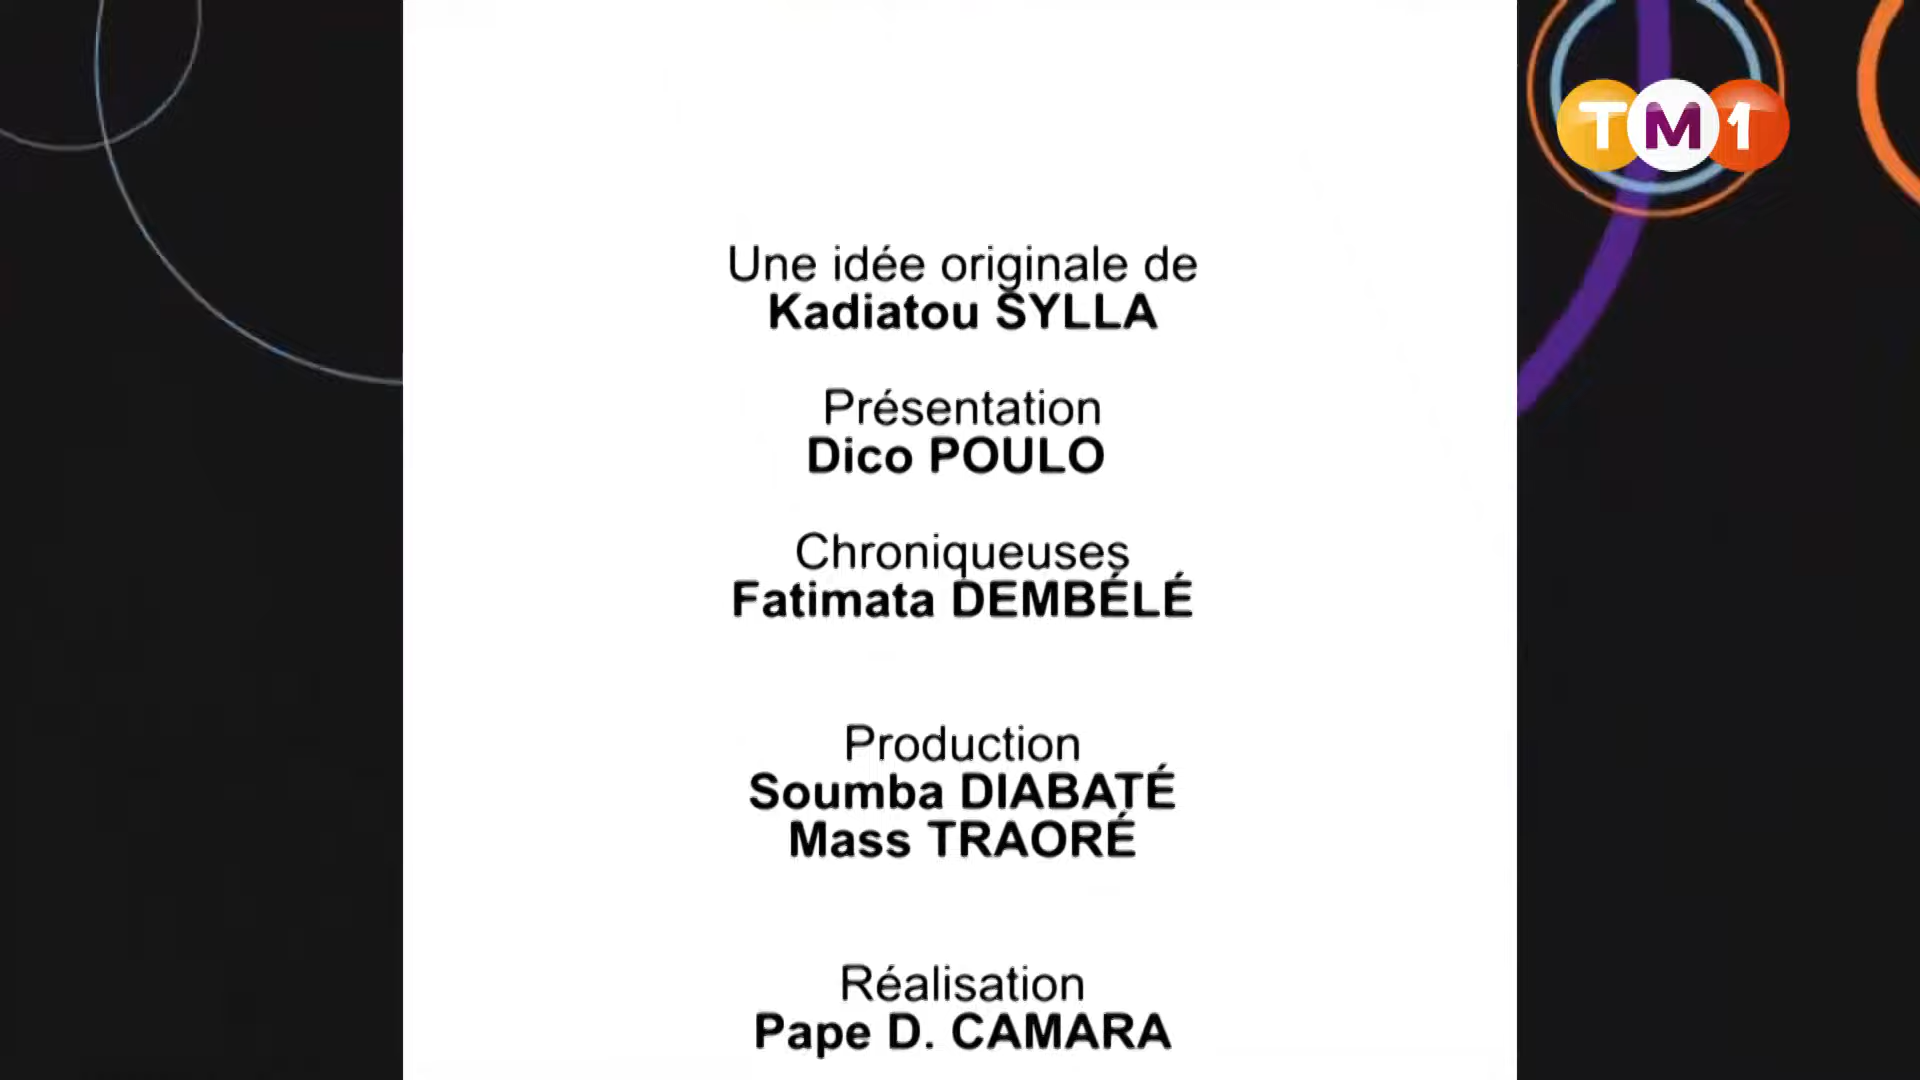 TM1
Une idée originale de
Kadiatou SYLLA
Présentation
Dico POULO
Chroniqueuses
Fatimata DEMBÉLÉ
Production
Soumba DIABATÉ
Mass TRAORÉ
Réalisation
Pape D. CAMARA